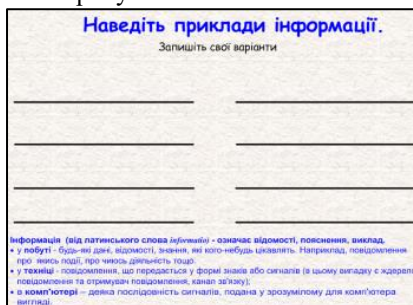 Наведіть приклади інформації.
Запишіть свої варіанти
Інформація (від латинського слова informatio) - означає відомості, пояснення, виклад.
• у побуті - будь-які дані, відомості, знання, які кого-небудь цікавлять. Наприклад, повідомлення
про якись події, про чиюсь діяльність тощо.
• у техніці - повідомлення, що передається у формі знаків або сигналів (в цьому випадку є джерело
повідомлення та отримувач повідомлення, канал зв'язку);
• в комп'ютері – деяка послідовність сигналів, подана у зрозумілому для комп'ютера
вигляді.